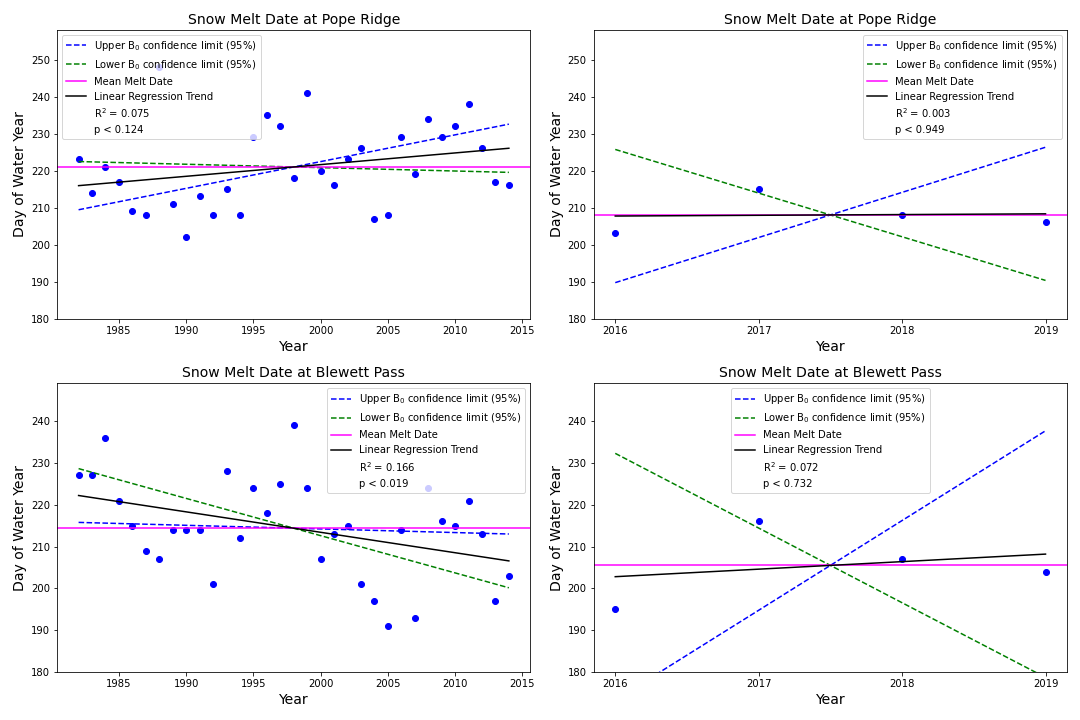 Snow Melt Date at Pope Ridge
Upper B₀ confidence limit (95%)
Lower B₀ confidence limit (95%)
Mean Melt Date
Linear Regression Trend
R² = 0.075
p < 0.124
Day of Water Year
250
240
230
220
210
200
190
180
1985 1990 1995 2000 2005 2010 2015
Year
Snow Melt Date at Pope Ridge
Upper B₀ confidence limit (95%)
Lower B₀ confidence limit (95%)
Mean Melt Date
Linear Regression Trend
R² = 0.003
p < 0.949
Day of Water Year
250
240
230
220
210
200
190
180
2016 2017 2018 2019
Year
Snow Melt Date at Blewett Pass
Upper B₀ confidence limit (95%)
Lower B₀ confidence limit (95%)
Mean Melt Date
Linear Regression Trend
R² = 0.166
p < 0.019
Day of Water Year
240
230
220
210
200
190
180
1985 1990 1995 2000 2005 2010 2015
Year
Snow Melt Date at Blewett Pass
Upper B₀ confidence limit (95%)
Lower B₀ confidence limit (95%)
Mean Melt Date
Linear Regression Trend
R² = 0.072
p < 0.732
Day of Water Year
240
230
220
210
200
190
180
2016 2017 2018 2019
Year